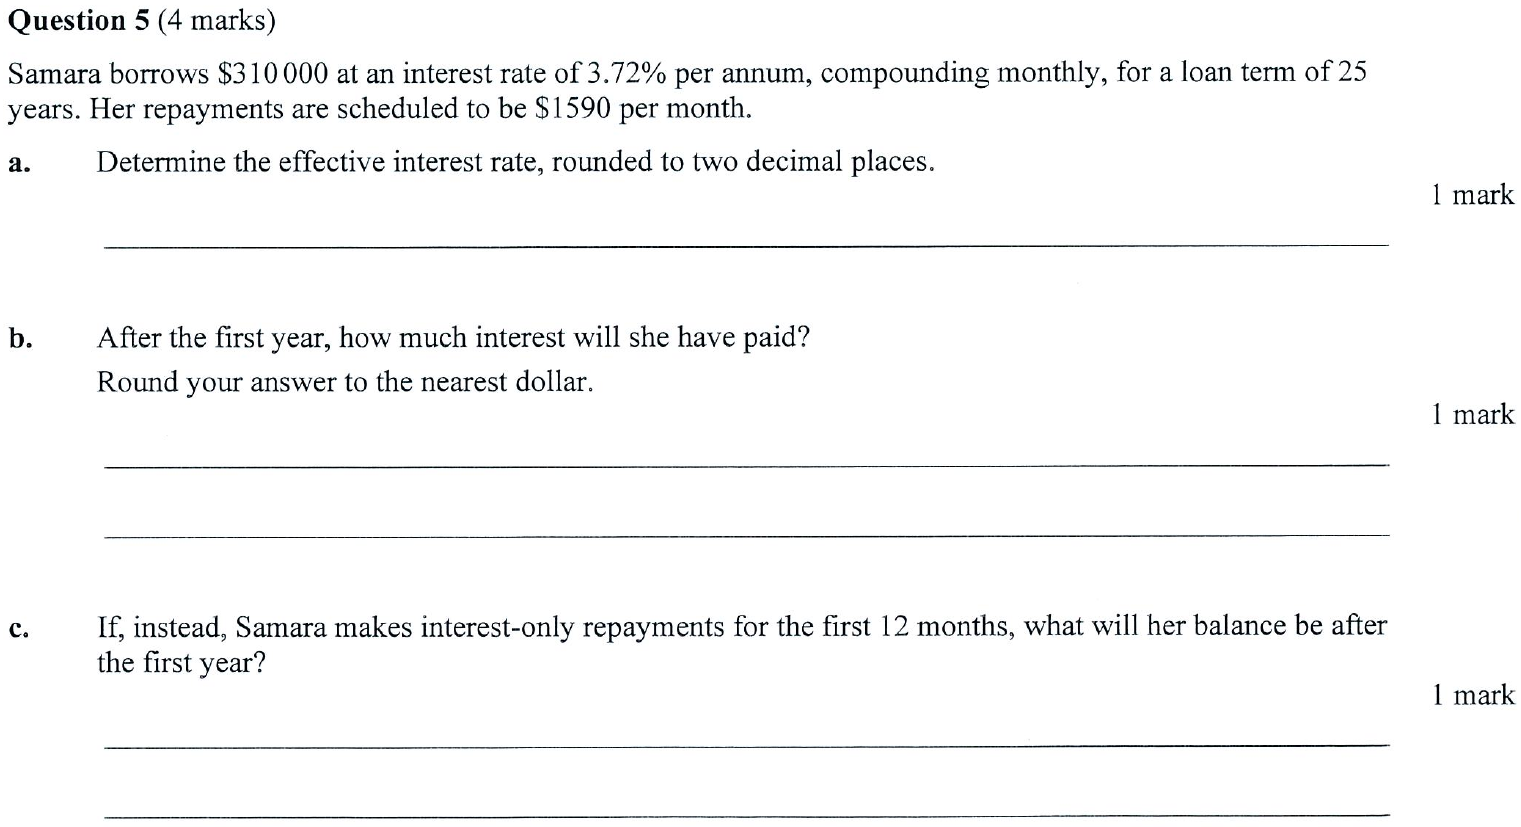 Question 5 (4 marks)
Samara borrows $310 000 at an interest rate of 3.72% per annum, compounding monthly, for a loan term of 25
years. Her repayments are scheduled to be $1590 per month.
a. Determine the effective interest rate, rounded to two decimal places.
1 mark
b. After the first year, how much interest will she have paid?
Round your answer to the nearest dollar.
1 mark
c. If, instead, Samara makes interest-only repayments for the first 12 months, what will her balance be after
the first year?
1 mark